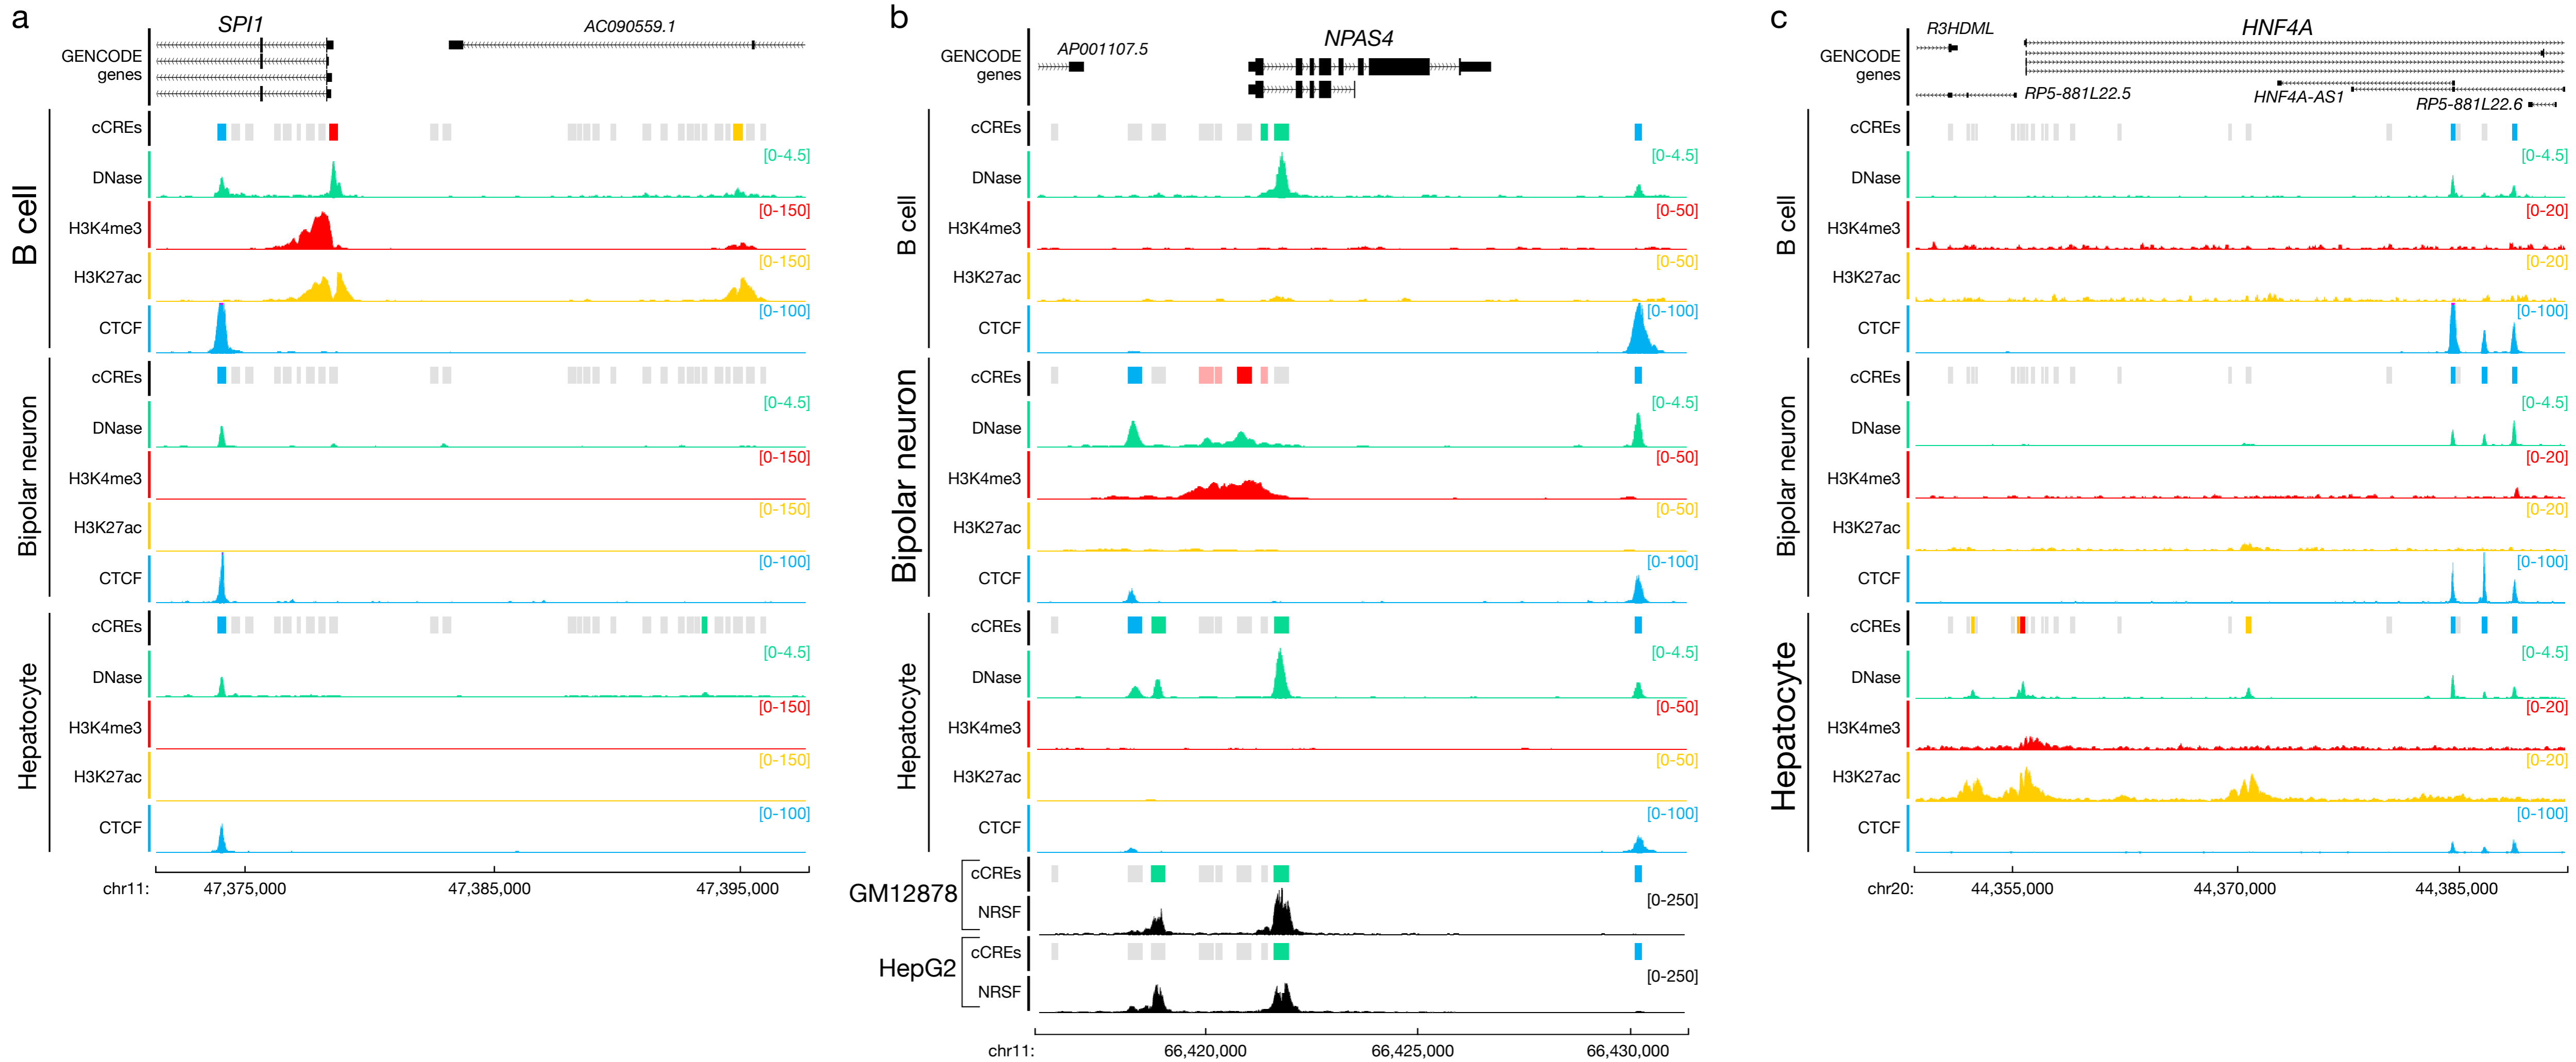 a
SPI1
AC090559.1
GENCODE
genes
B cell
cCREs
[0-4.5]
DNase
[0-150]
H3K4me3
[0-150]
H3K27ac
[0-100]
CTCF
Bipolar neuron
cCREs
[0-4.5]
DNase
[0-150]
H3K4me3
[0-150]
H3K27ac
[0-100]
CTCF
Hepatocyte
cCREs
[0-4.5]
DNase
[0-150]
H3K4me3
[0-150]
H3K27ac
[0-100]
CTCF
chr11: 47,375,000 47,385,000 47,395,000
b
NPAS4
AP001107.5
GENCODE
genes
B cell
cCREs
[0-4.5]
DNase
[0-50]
H3K4me3
[0-50]
H3K27ac
[0-100]
CTCF
Bipolar neuron
cCREs
[0-4.5]
DNase
[0-50]
H3K4me3
[0-50]
H3K27ac
[0-100]
CTCF
Hepatocyte
cCREs
[0-4.5]
DNase
[0-50]
H3K4me3
[0-50]
H3K27ac
[0-100]
CTCF
GM12878
cCREs
[0-250]
NRSF
HepG2
cCREs
[0-250]
NRSF
chr11: 66,420,000 66,425,000 66,430,000
c
R3HDML
HNF4A
GENCODE
genes
RP5-881L22.5
HNF4A-AS1
RP5-881L22.6
B cell
cCREs
[0-4.5]
DNase
[0-20]
H3K4me3
[0-20]
H3K27ac
[0-100]
CTCF
Bipolar neuron
cCREs
[0-4.5]
DNase
[0-20]
H3K4me3
[0-20]
H3K27ac
[0-100]
CTCF
Hepatocyte
cCREs
[0-4.5]
DNase
[0-20]
H3K4me3
[0-20]
H3K27ac
[0-100]
CTCF
chr20: 44,355,000 44,370,000 44,385,000